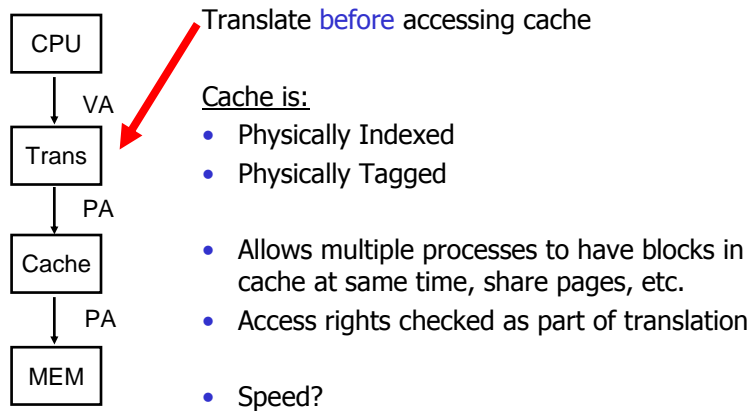 Translate before accessing cache
CPU
VA
Trans
PA
Cache
PA
MEM
Cache is:
• Physically Indexed
• Physically Tagged
• Allows multiple processes to have blocks in
cache at same time, share pages, etc.
• Access rights checked as part of translation
• Speed?